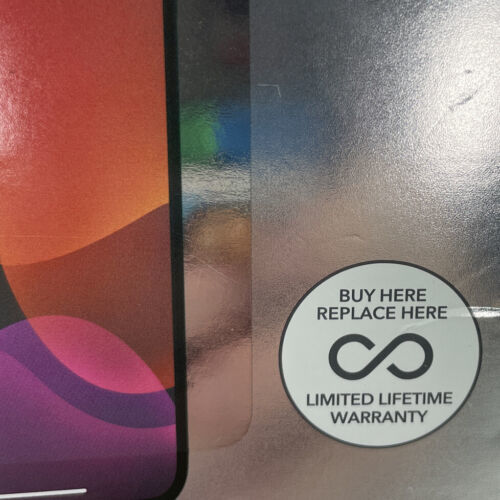 BUY HERE
REPLACE HERE
LIMITED LIFETIME
WARRANTY